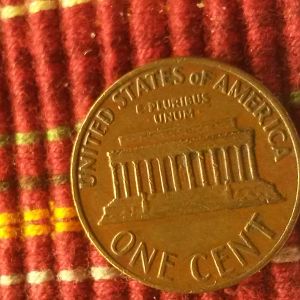 UNITED STATES OF AMERICA
E PLURIBUS
UNUM
ONE CENT